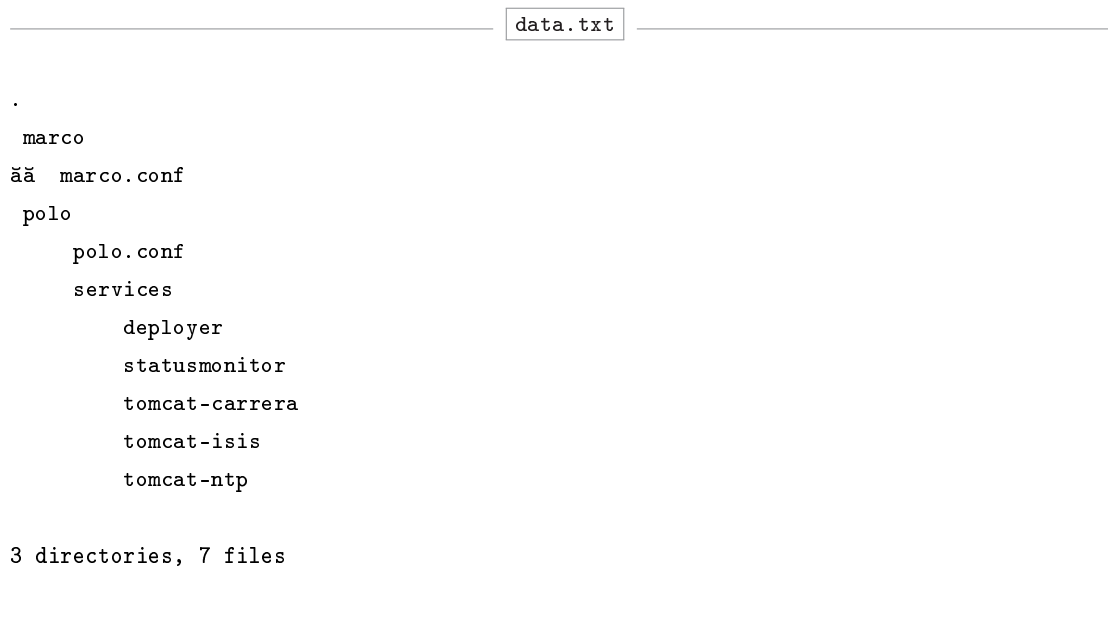 data.txt
.
marco
ăă  marco.conf
polo
polo.conf
services
deployer
statusmonitor
tomcat-carrera
tomcat-isis
tomcat-ntp
3 directories, 7 files